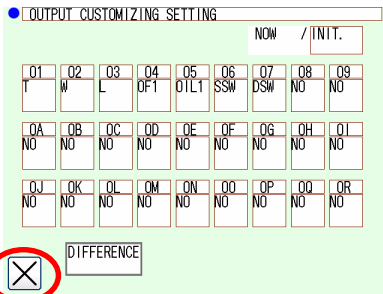 OUTPUT CUSTOMIZING SETTING
NOW / INIT.
01 02 03 04 05 06 07 08 09
T W L OF1 OIL1 SSW DSW NO NO
0A 0B 0C 0D 0E 0F 0G 0H 0I
NO NO NO NO NO NO NO NO NO
0J 0K 0L 0M 0N 0O 0P 0Q 0R
NO NO NO NO NO NO NO NO NO
DIFFERENCE